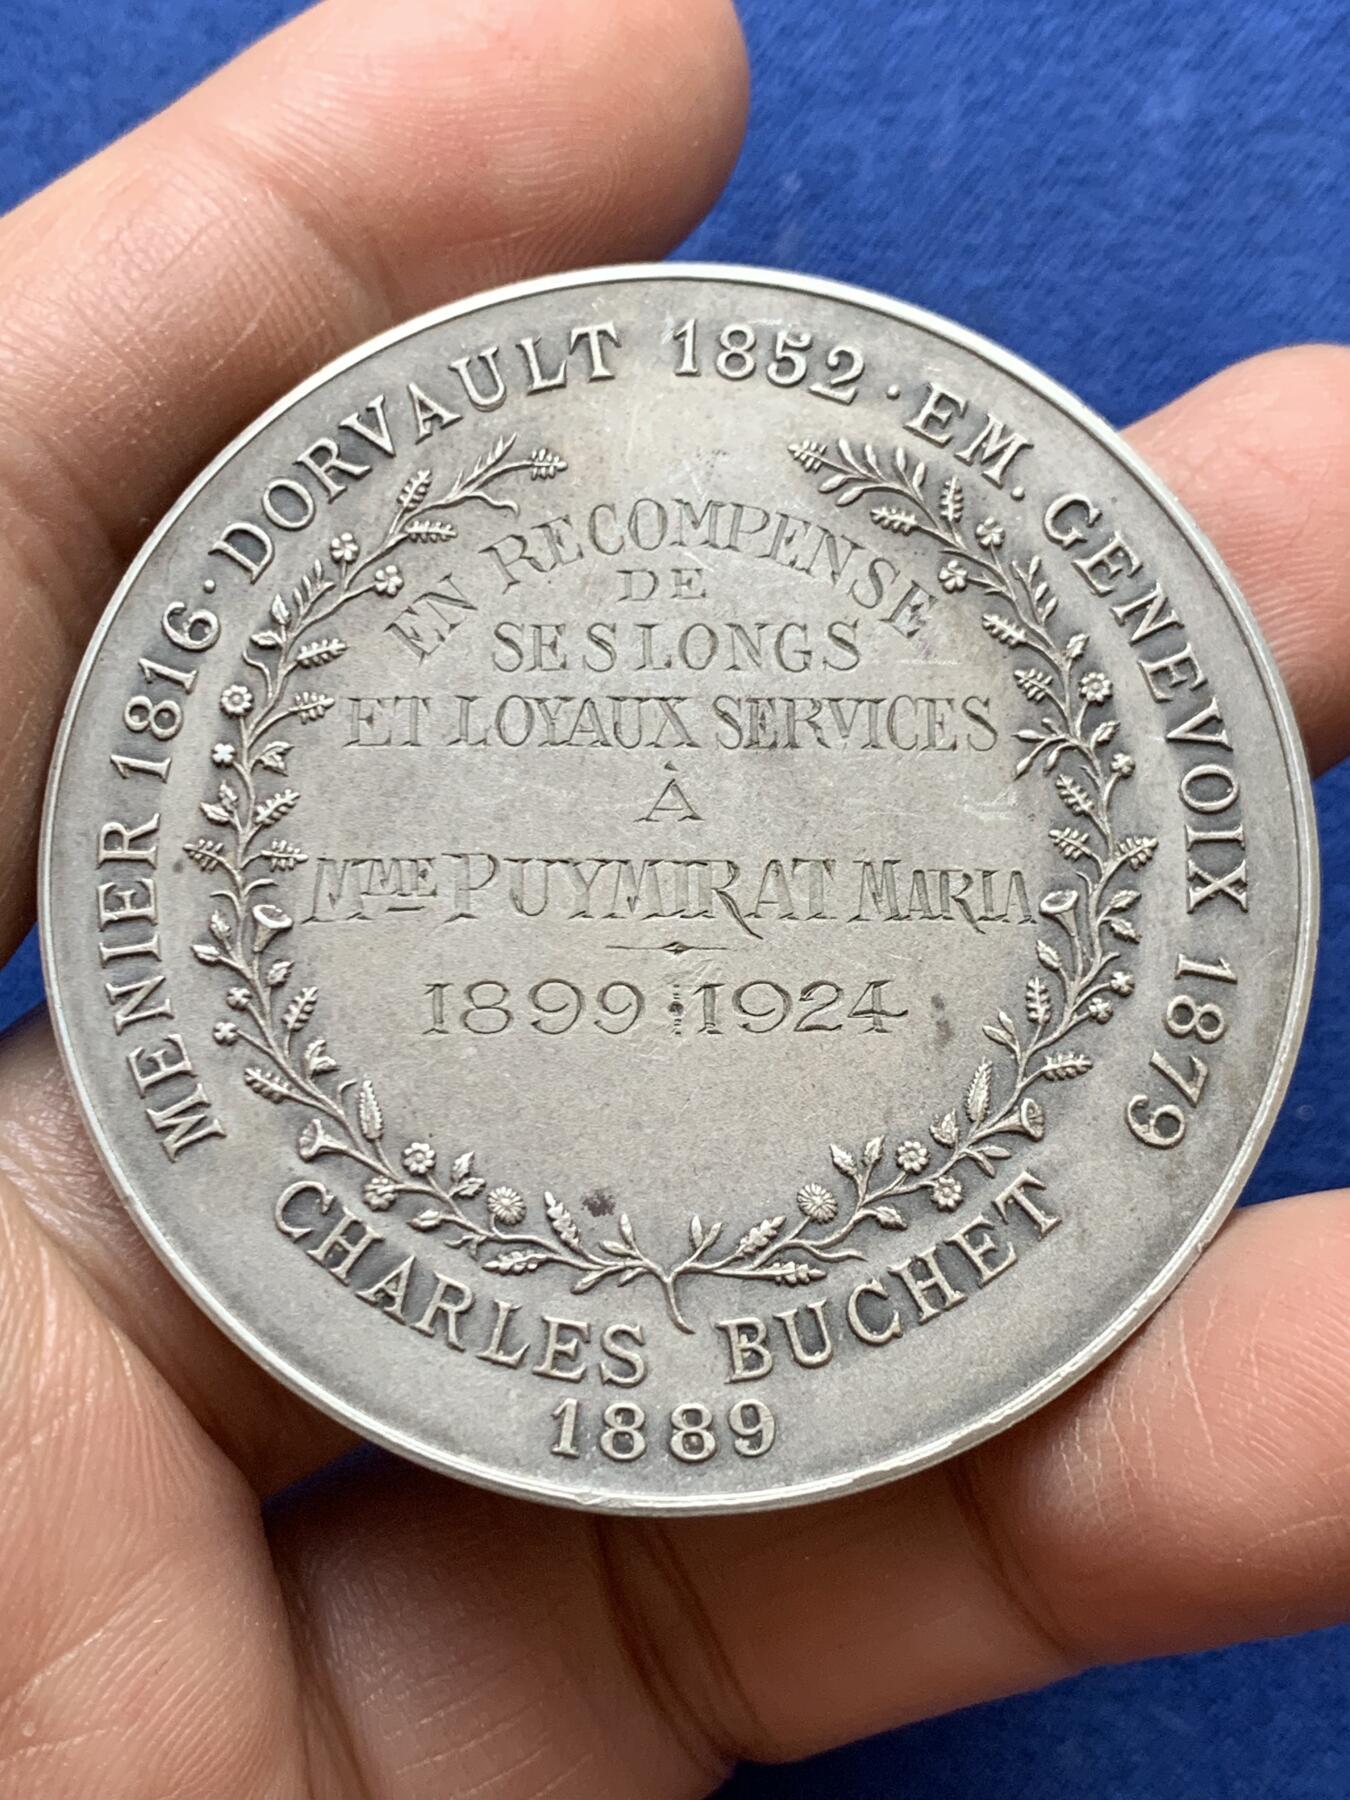 MENIER 1816 · DORVAULT 1852 · EM. GENEVOIX 1879
EN RECOMPENSE
DE
SES LONGS
ET LOYAUX SERVICES
À
MME PUYMIRAT MARIA
1899 1924
CHARLES BUCHET
1889